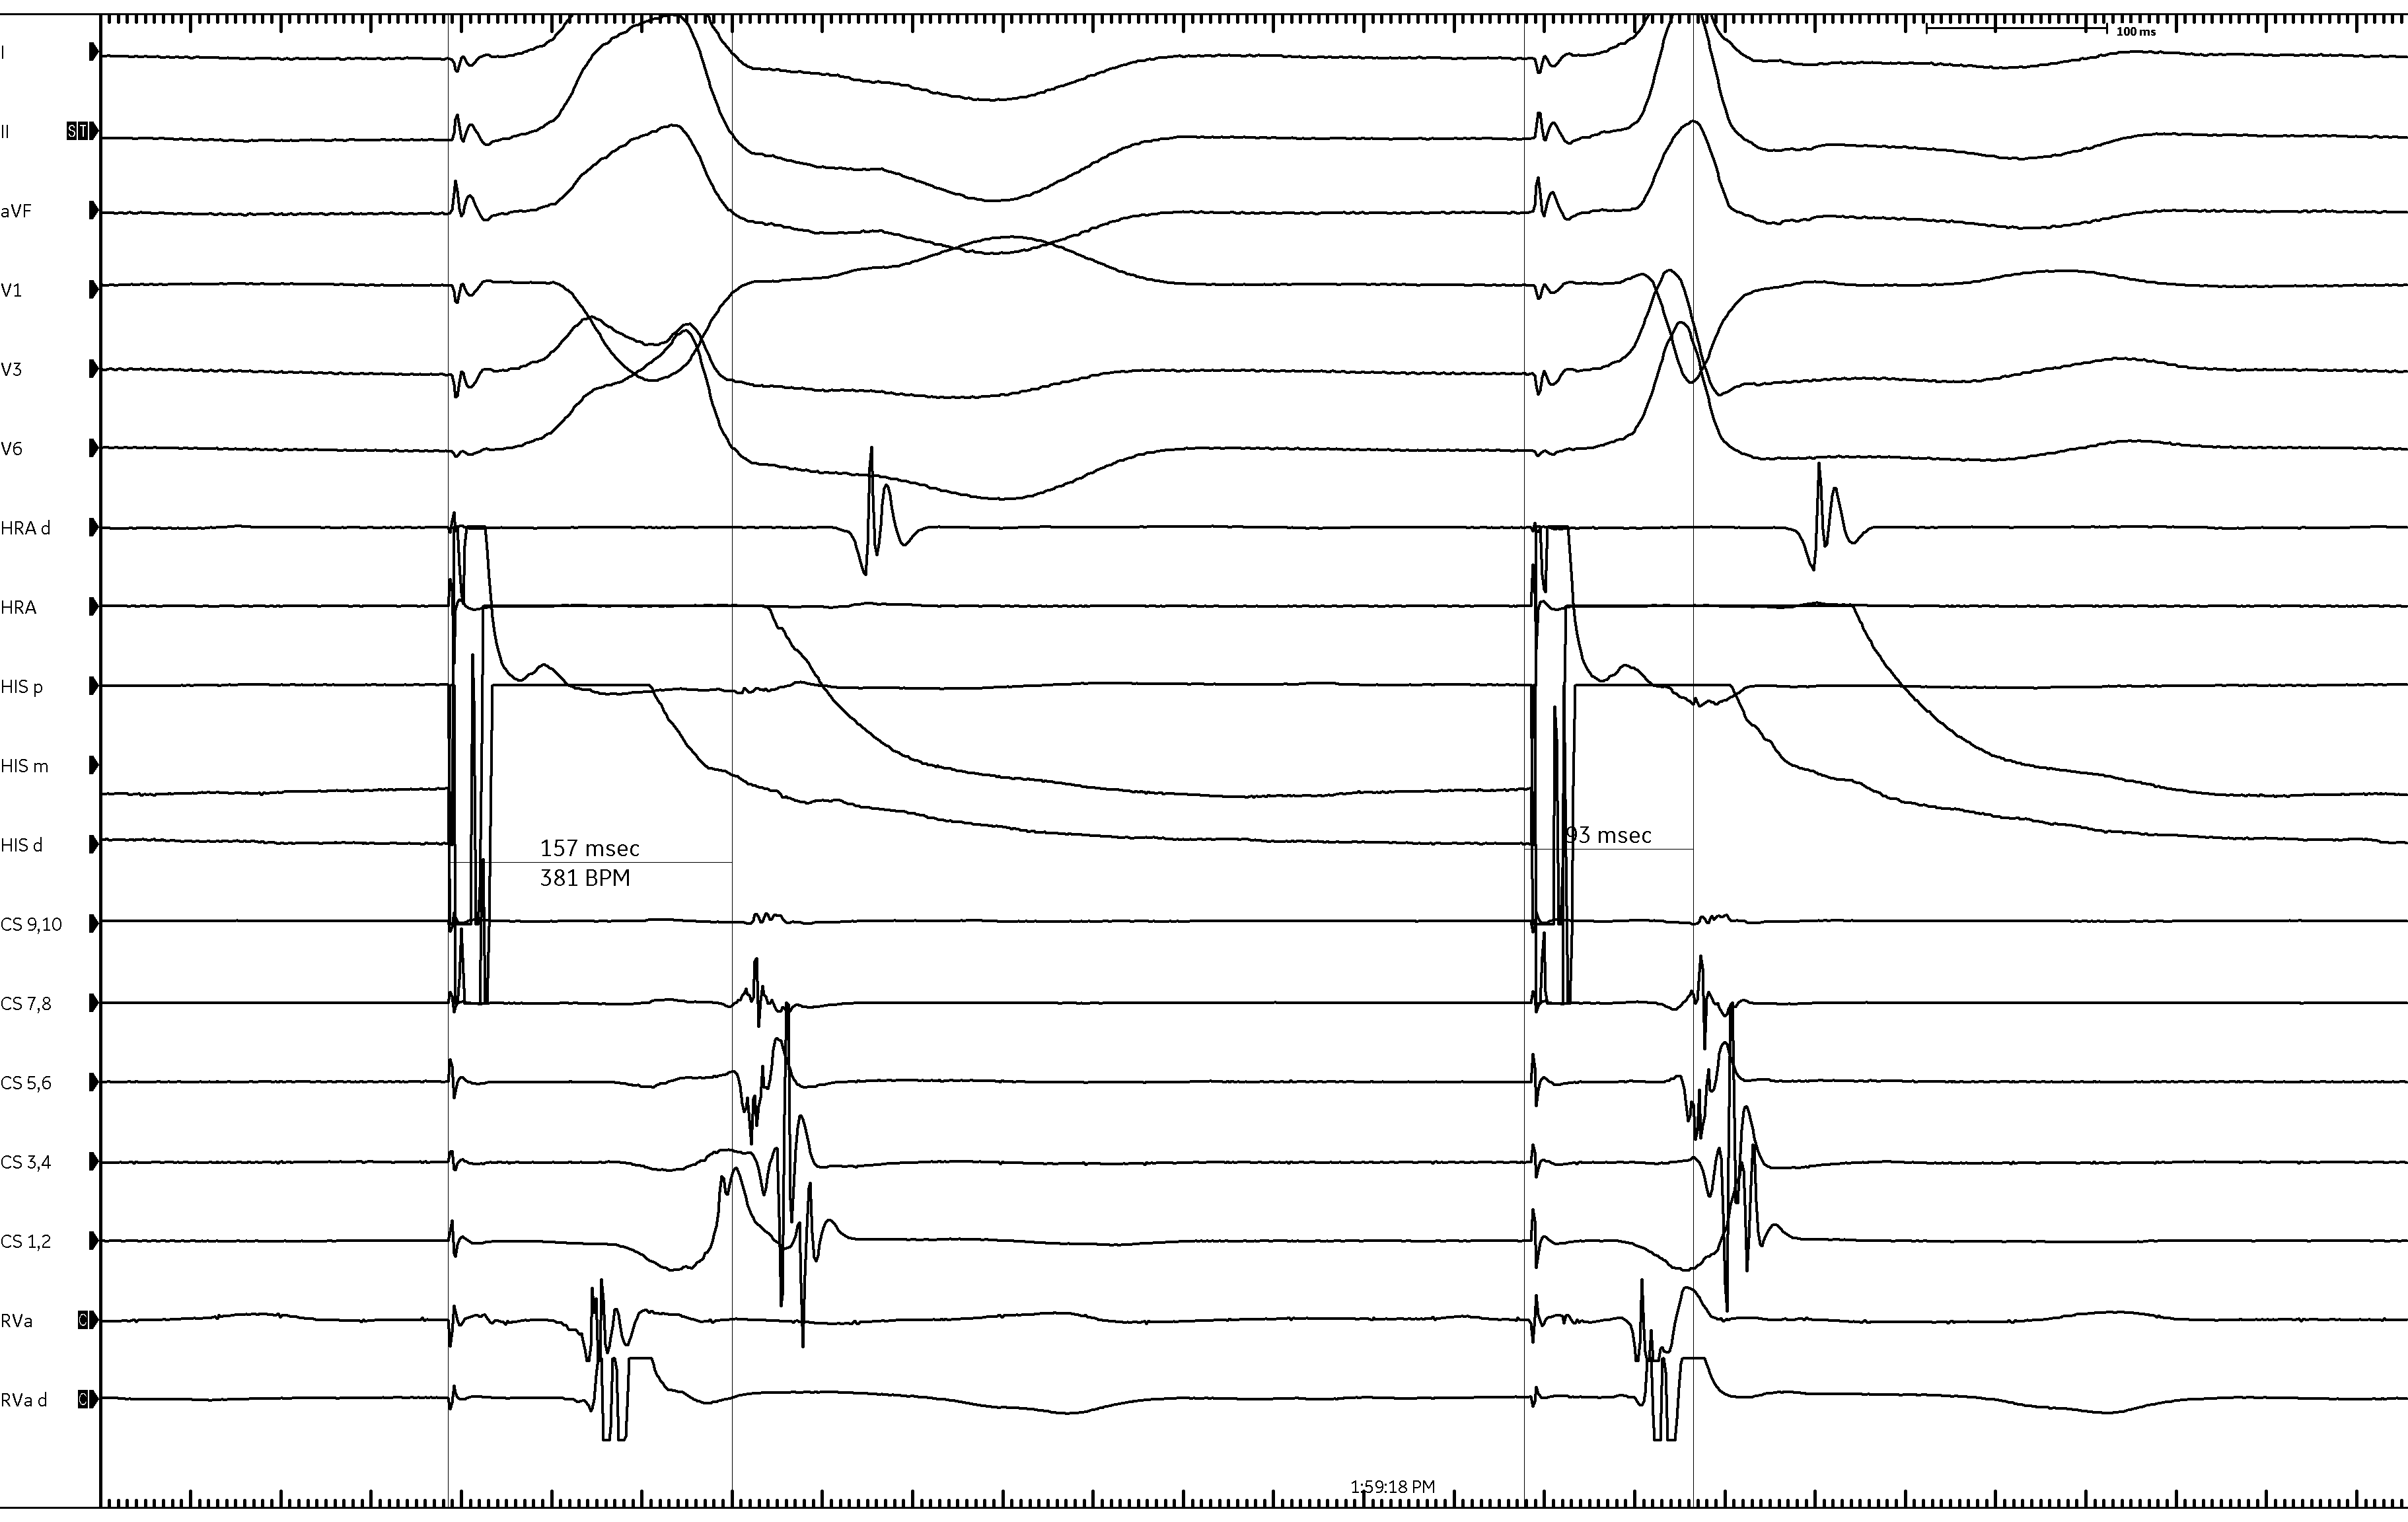 100 ms
I
II ST
aVF
V1
V3
V6
HRA d
HRA
HIS p
HIS m
HIS d
157 msec
381 BPM
93 msec
CS 9,10
CS 7,8
CS 5,6
CS 3,4
CS 1,2
RVa C
RVa d C
1:59:18 PM